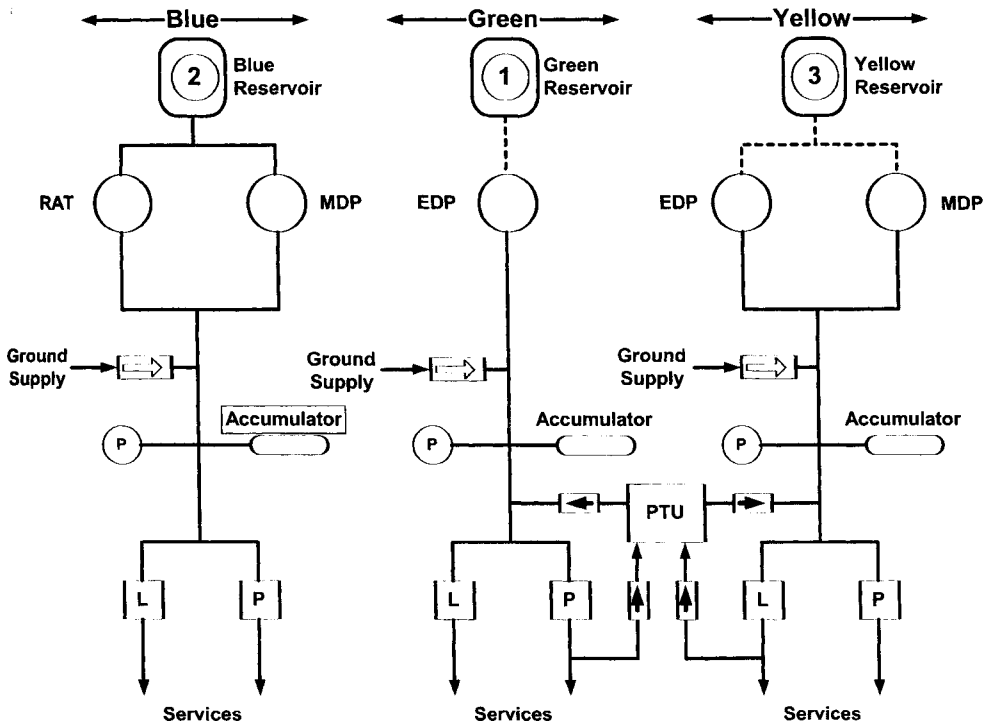 Blue
Green
Yellow
2
Blue
Reservoir
1
Green
Reservoir
3
Yellow
Reservoir
RAT
MDP
EDP
EDP
MDP
Ground
Supply
Ground
Supply
Ground
Supply
Accumulator
Accumulator
Accumulator
P
P
P
PTU
L
P
L
P
L
P
Services
Services
Services